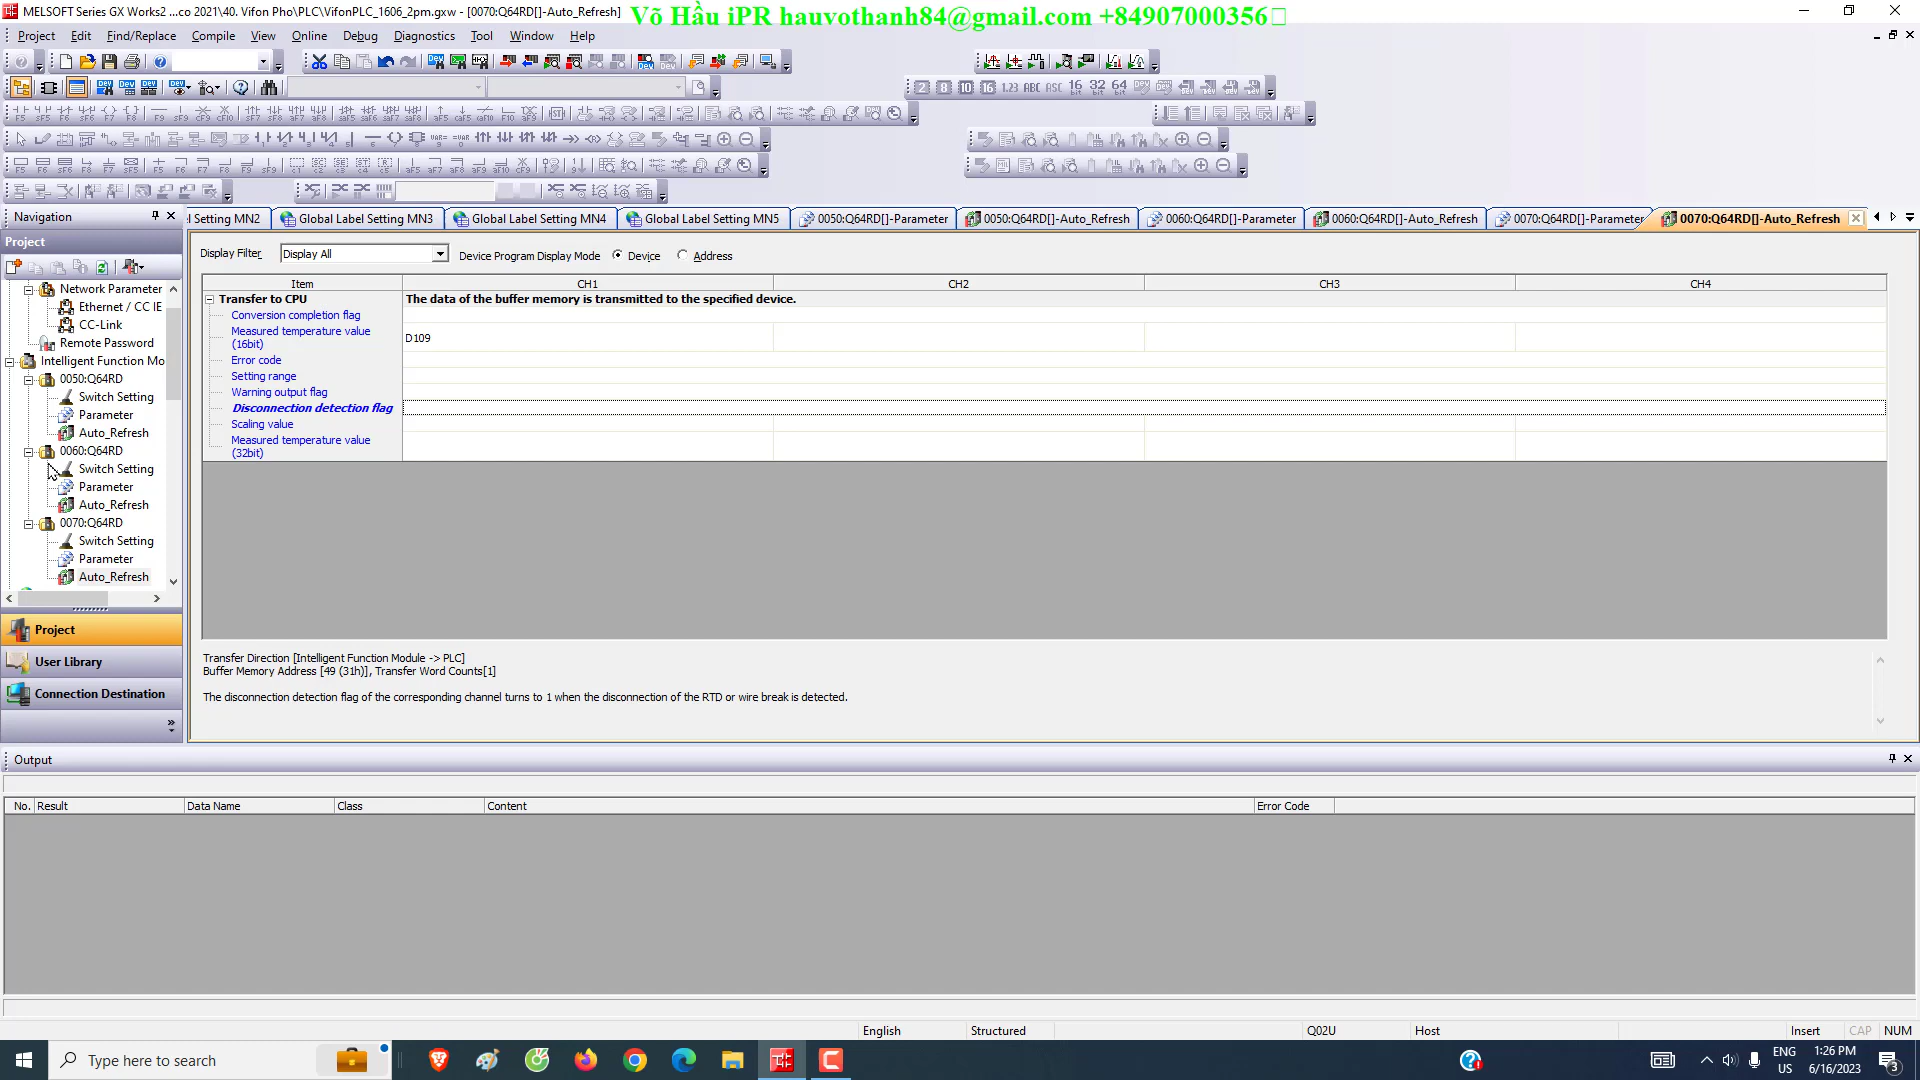 MELSOFT Series GX Works2 ...co 2021\40. Vifon Pho\PLC\VifonPLC_1606_2pm.gxw - [0070:Q64RD[]-Auto_Refresh]
Võ Hầu iPR hauvothanh84@gmail.com +84907000356
Project Edit Find/Replace Compile View Online Debug Diagnostics Tool Window Help
Navigation
l Setting MN2 Global Label Setting MN3 Global Label Setting MN4 Global Label Setting MN5 0050:Q64RD[]-Parameter 0050:Q64RD[]-Auto_Refresh 0060:Q64RD[]-Parameter 0060:Q64RD[]-Auto_Refresh 0070:Q64RD[]-Parameter 0070:Q64RD[]-Auto_Refresh
Project
Network Parameter
Ethernet / CC IE
CC-Link
Remote Password
Intelligent Function Mo
0050:Q64RD
Switch Setting
Parameter
Auto_Refresh
0060:Q64RD
Switch Setting
Parameter
Auto_Refresh
0070:Q64RD
Switch Setting
Parameter
Auto_Refresh
Project
User Library
Connection Destination
Display Filter Display All Device Program Display Mode Device Address
Item CH1 CH2 CH3 CH4
Transfer to CPU The data of the buffer memory is transmitted to the specified device.
Conversion completion flag
Measured temperature value
(16bit) D109
Error code
Setting range
Warning output flag
Disconnection detection flag
Scaling value
Measured temperature value
(32bit)
Transfer Direction [Intelligent Function Module -> PLC]
Buffer Memory Address [49 (31h)], Transfer Word Counts[1]
The disconnection detection flag of the corresponding channel turns to 1 when the disconnection of the RTD or wire break is detected.
Output
No. Result Data Name Class Content Error Code
English Structured Q02U Host Insert CAP NUM
Type here to search
ENG
US
1:26 PM
6/16/2023
3